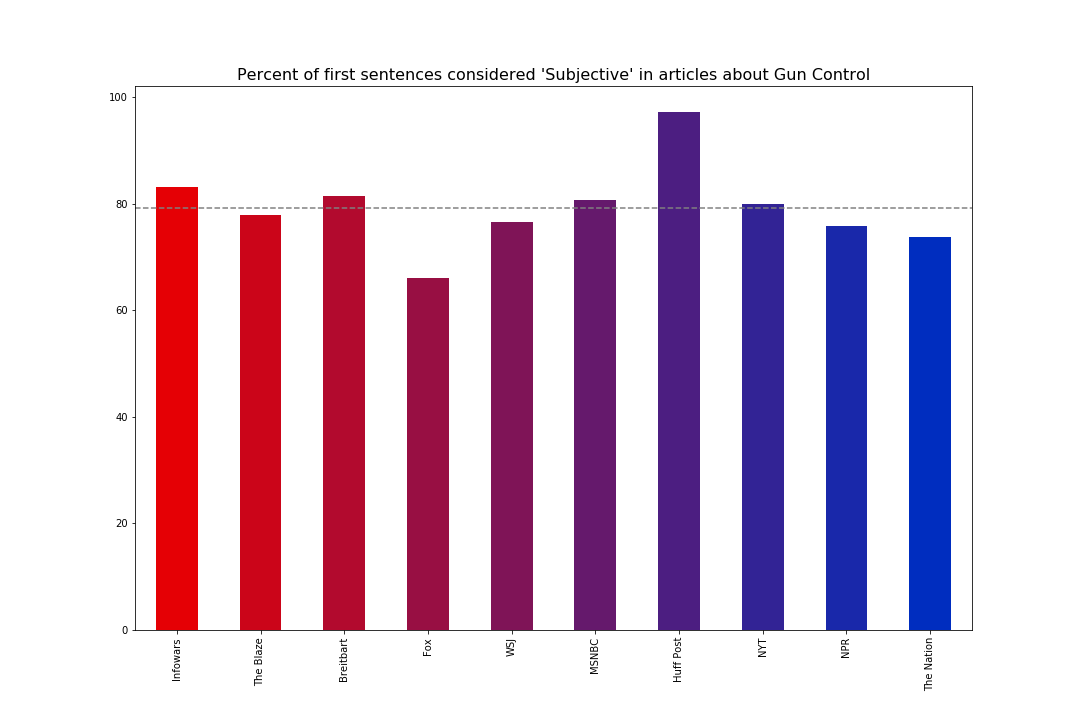 Percent of first sentences considered 'Subjective' in articles about Gun Control
100
80
60
40
20
0
Infowars
The Blaze
Breitbart
Fox
WSJ
MSNBC
Huff Post
NYT
NPR
The Nation